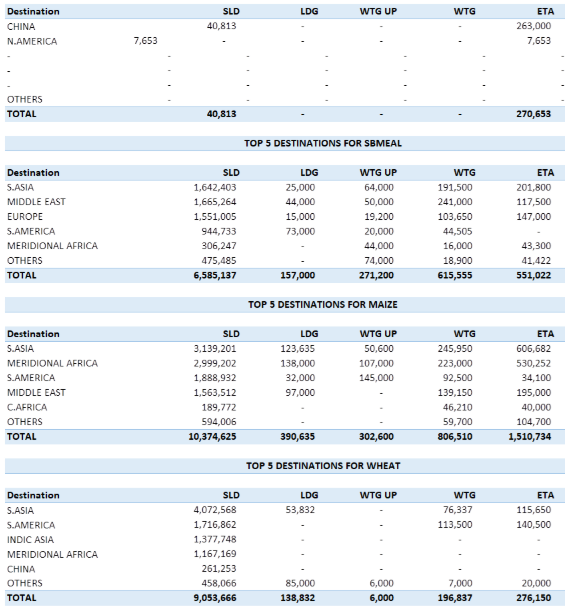 Destination SLD LDG WTG UP WTG ETA
CHINA 40,813 - - - 263,000
N.AMERICA 7,653 - - - - 7,653
- - - - - -
- - - - - -
- - - - - -
OTHERS - - - - -
TOTAL 40,813 - - - 270,653
TOP 5 DESTINATIONS FOR SBMEAL
Destination SLD LDG WTG UP WTG ETA
S.ASIA 1,642,403 25,000 64,000 191,500 201,800
MIDDLE EAST 1,665,264 44,000 50,000 241,000 117,500
EUROPE 1,551,005 15,000 19,200 103,650 147,000
S.AMERICA 944,733 73,000 20,000 44,505 -
MERIDIONAL AFRICA 306,247 - 44,000 16,000 43,300
OTHERS 475,485 - 74,000 18,900 41,422
TOTAL 6,585,137 157,000 271,200 615,555 551,022
TOP 5 DESTINATIONS FOR MAIZE
Destination SLD LDG WTG UP WTG ETA
S.ASIA 3,139,201 123,635 50,600 245,950 606,682
MERIDIONAL AFRICA 2,999,202 138,000 107,000 223,000 530,252
S.AMERICA 1,888,932 32,000 145,000 92,500 34,100
MIDDLE EAST 1,563,512 97,000 - 139,150 195,000
C.AFRICA 189,772 - - 46,210 40,000
OTHERS 594,006 - - 59,700 104,700
TOTAL 10,374,625 390,635 302,600 806,510 1,510,734
TOP 5 DESTINATIONS FOR WHEAT
Destination SLD LDG WTG UP WTG ETA
S.ASIA 4,072,568 53,832 - 76,337 115,650
S.AMERICA 1,716,862 - 113,500 140,500
INDIC ASIA 1,377,748 - - - -
MERIDIONAL AFRICA 1,167,169 - - - -
CHINA 261,253 - - - -
OTHERS 458,066 85,000 6,000 7,000 20,000
TOTAL 9,053,666 138,832 6,000 196,837 276,150